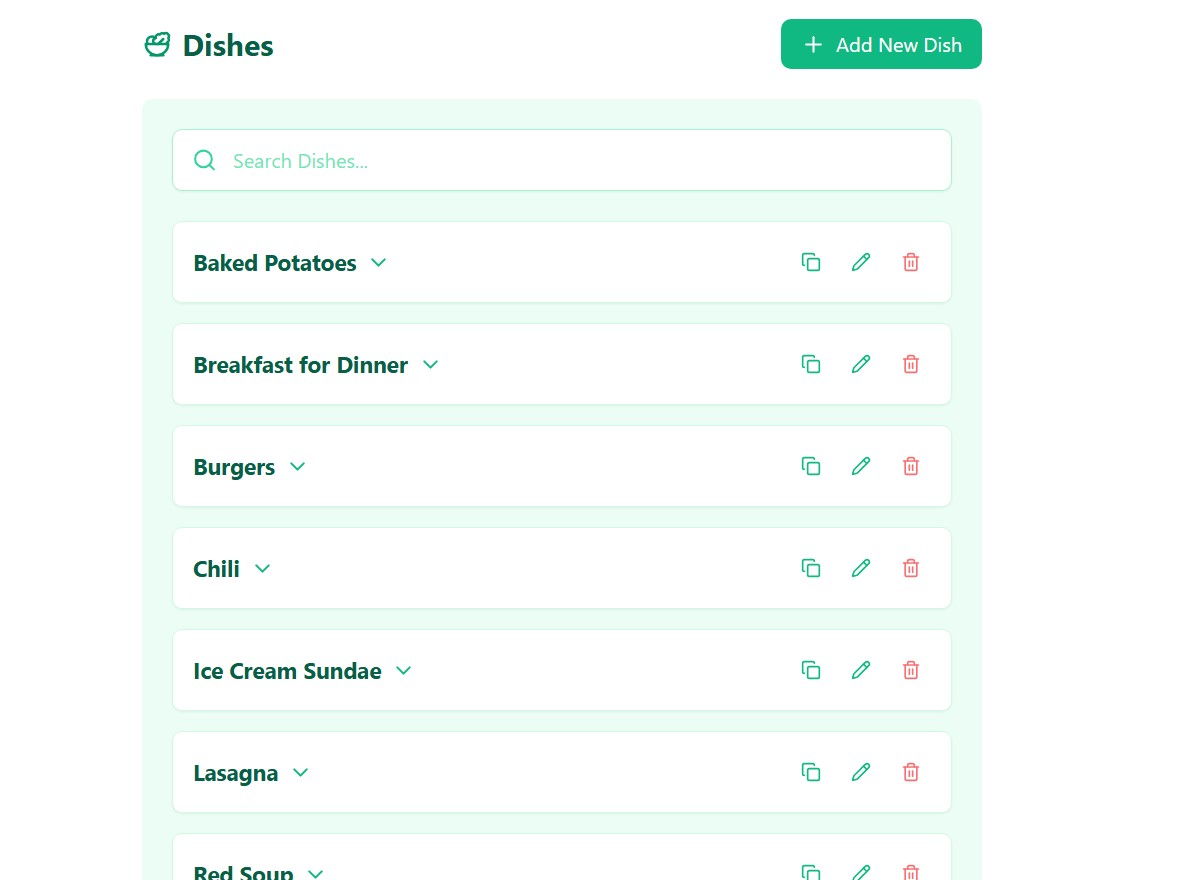 Dishes
Add New Dish
Search Dishes...
Baked Potatoes
Breakfast for Dinner
Burgers
Chili
Ice Cream Sundae
Lasagna
Red Soup